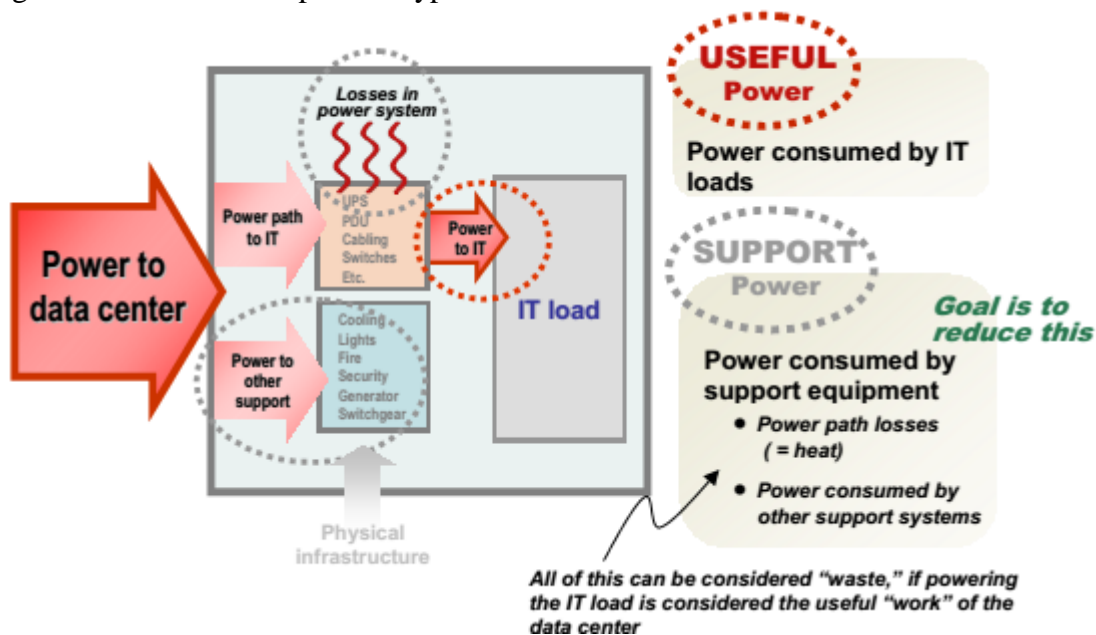 Losses in
power system
Power path
to IT
UPS
PDU
Cabling
Switches
Etc.
Power
to IT
Power to
data center
IT load
Power to
other
support
Cooling
Lights
Fire
Security
Generator
Switchgear
Physical
infrastructure
USEFUL
Power
Power consumed by IT
loads
SUPPORT
Power
Goal is to
reduce this
Power consumed by
support equipment
• Power path losses
( = heat)
• Power consumed by
other support systems
All of this can be considered “waste,” if powering
the IT load is considered the useful “work” of the
data center